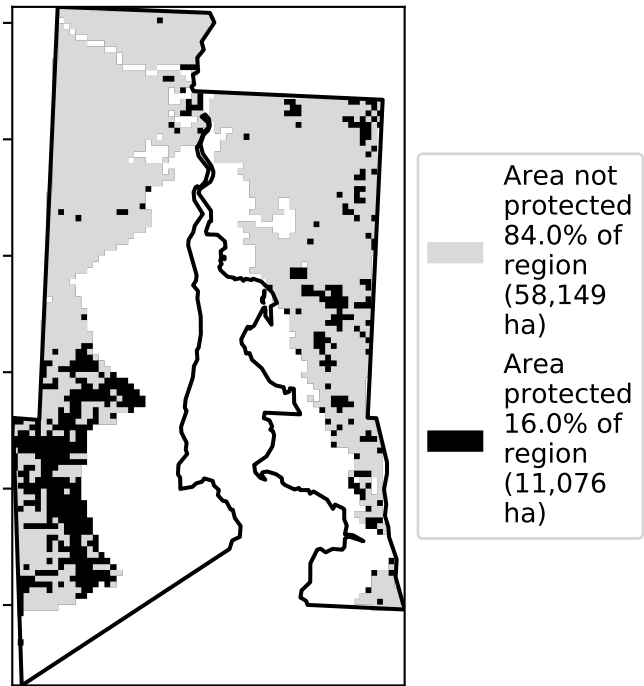 Area not
protected
84.0% of
region
(58,149
ha)
Area
protected
16.0% of
region
(11,076
ha)